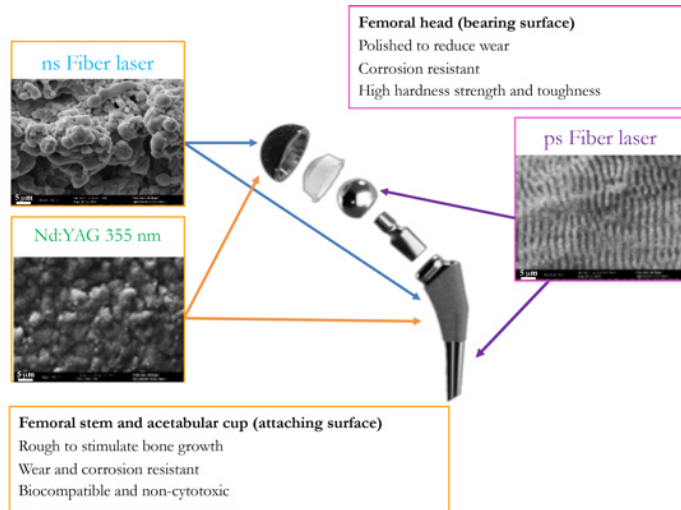 Femoral head (bearing surface)
Polished to reduce wear
Corrosion resistant
High hardness strength and toughness
ns Fiber laser
5 µm
ps Fiber laser
5 µm
Nd:YAG 355 nm
5 µm
Femoral stem and acetabular cup (attaching surface)
Rough to stimulate bone growth
Wear and corrosion resistant
Biocompatible and non-cytotoxic